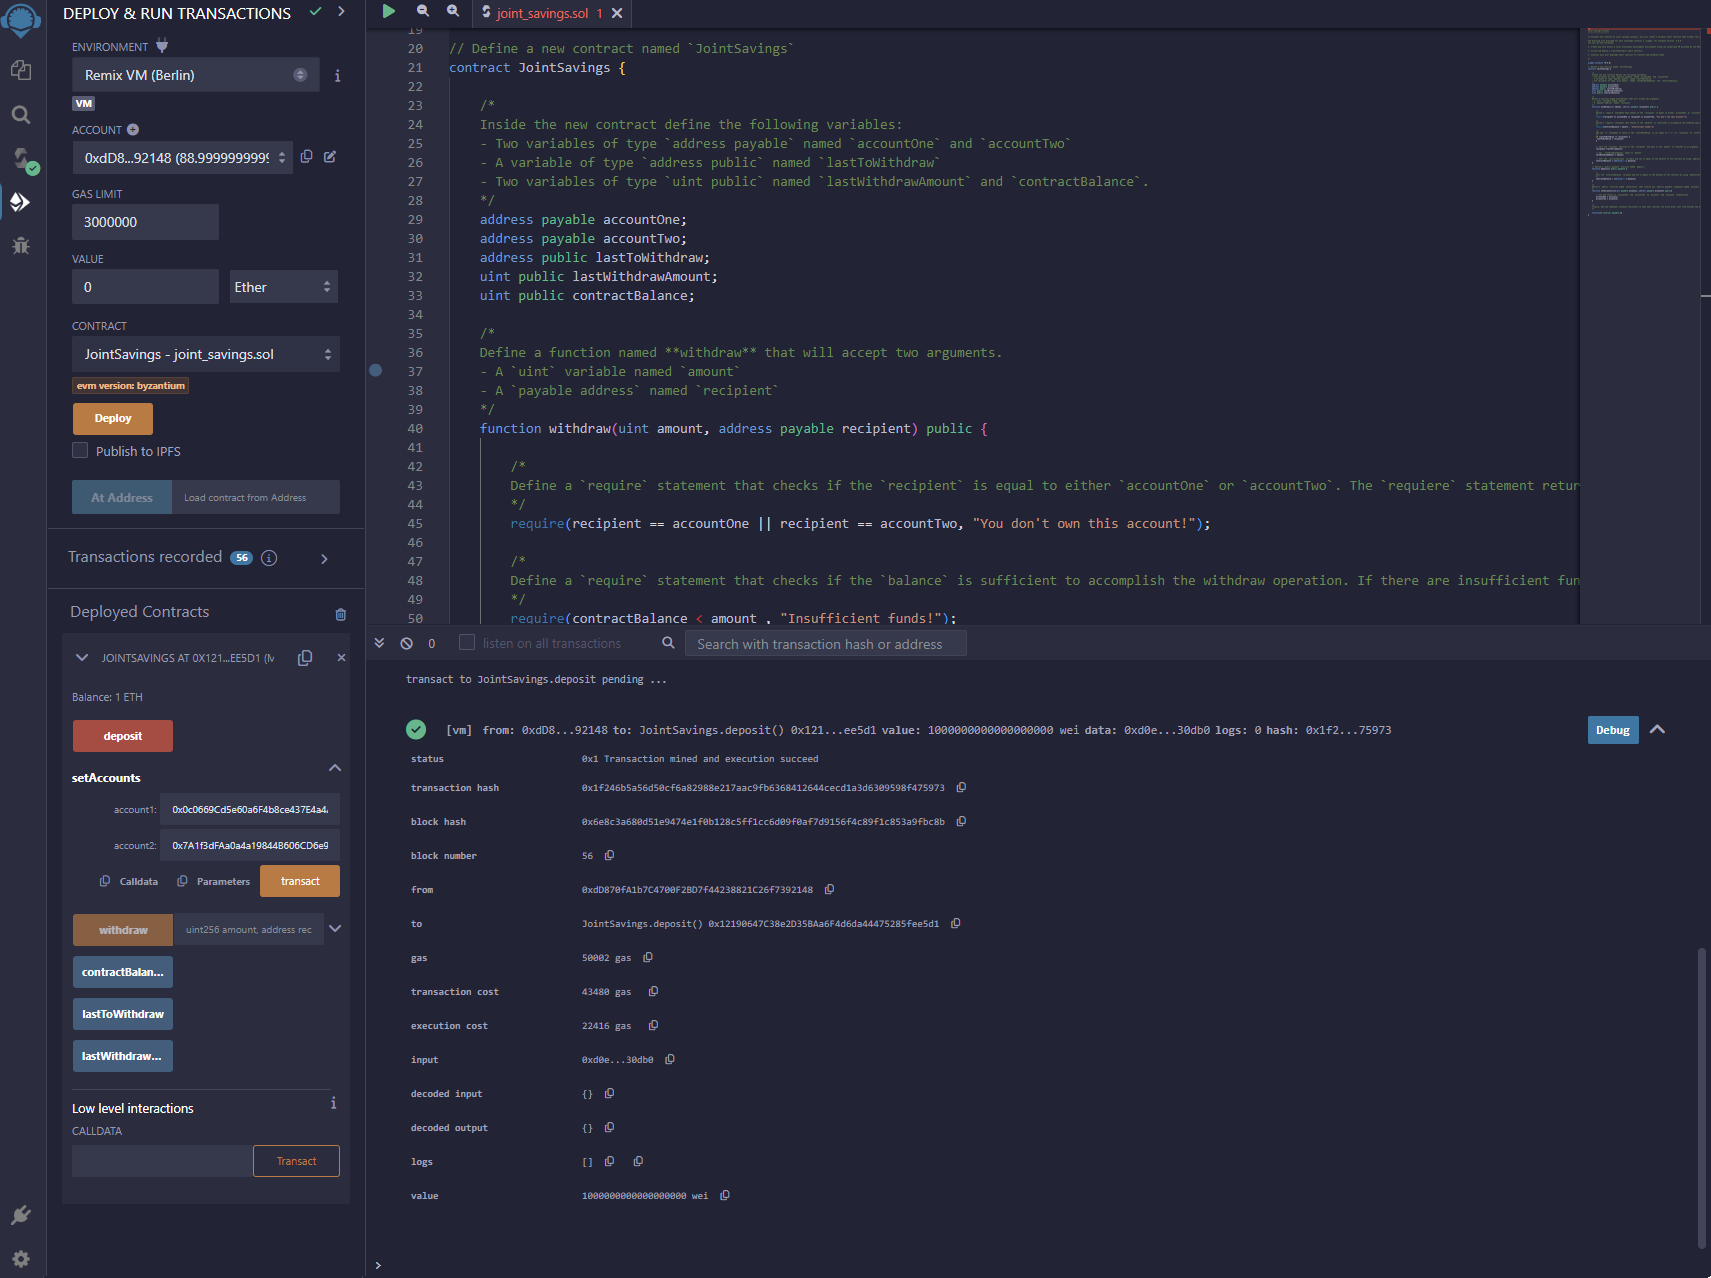 DEPLOY & RUN TRANSACTIONS
ENVIRONMENT
Remix VM (Berlin)
VM
ACCOUNT
0xdD8...92148 (88.9999999999
GAS LIMIT
3000000
VALUE
0
Ether
CONTRACT
JointSavings - joint_savings.sol
evm version: byzantium
Deploy
Publish to IPFS
At Address
Load contract from Address
Transactions recorded 56
Deployed Contracts
JOINTSAVINGS AT 0X121...EE5D1 (M
Balance: 1 ETH
deposit
setAccounts
account1: 0x0c0669Cd5e60a6F4b8ce437E4a4
account2: 0x7A1f3dFAa0a4a19844B606CD6e9
Calldata
Parameters
transact
withdraw
uint256 amount, address rec
contractBalan...
lastToWithdraw
lastWithdraw...
Low level interactions
CALLDATA
Transact
joint_savings.sol 1
19
20 // Define a new contract named `JointSavings`
21 contract JointSavings {
22
23 /*
24 Inside the new contract define the following variables:
25 - Two variables of type `address payable` named `accountOne` and `accountTwo`
26 - A variable of type `address public` named `lastToWithdraw`
27 - Two variables of type `uint public` named `lastWithdrawAmount` and `contractBalance`.
28 */
29 address payable accountOne;
30 address payable accountTwo;
31 address public lastToWithdraw;
32 uint public lastWithdrawAmount;
33 uint public contractBalance;
34
35 /*
36 Define a function named **withdraw** that will accept two arguments.
37 - A `uint` variable named `amount`
38 - A `payable address` named `recipient`
39 */
40 function withdraw(uint amount, address payable recipient) public {
41
42 /*
43 Define a `require` statement that checks if the `recipient` is equal to either `accountOne` or `accountTwo`. The `requiere` statement retur
44 */
45 require(recipient == accountOne || recipient == accountTwo, "You don't own this account!");
46
47 /*
48 Define a `require` statement that checks if the `balance` is sufficient to accomplish the withdraw operation. If there are insufficient fun
49 */
50 require(contractBalance < amount , "Insufficient funds!");
0
listen on all transactions
Search with transaction hash or address
transact to JointSavings.deposit pending ...
[vm] from: 0xdD8...92148 to: JointSavings.deposit() 0x121...ee5d1 value: 1000000000000000000 wei data: 0xd0e...30db0 logs: 0 hash: 0x1f2...75973
Debug
status 0x1 Transaction mined and execution succeed
transaction hash 0x1f246b5a56d50cf6a82988e217aac9fb6368412644cecd1a3d6309598f475973
block hash 0x6e8c3a680d51e9474e1f0b128c5ff1cc6d09f0af7d9156f4c89f1c853a9fbc8b
block number 56
from 0xdD870fA1b7C4700F2BD7f44238821C26f7392148
to JointSavings.deposit() 0x12190647C38e2D35BAa6F4d6da44475285fee5d1
gas 50002 gas
transaction cost 43480 gas
execution cost 22416 gas
input 0xd0e...30db0
decoded input {}
decoded output {}
logs []
value 1000000000000000000 wei
>